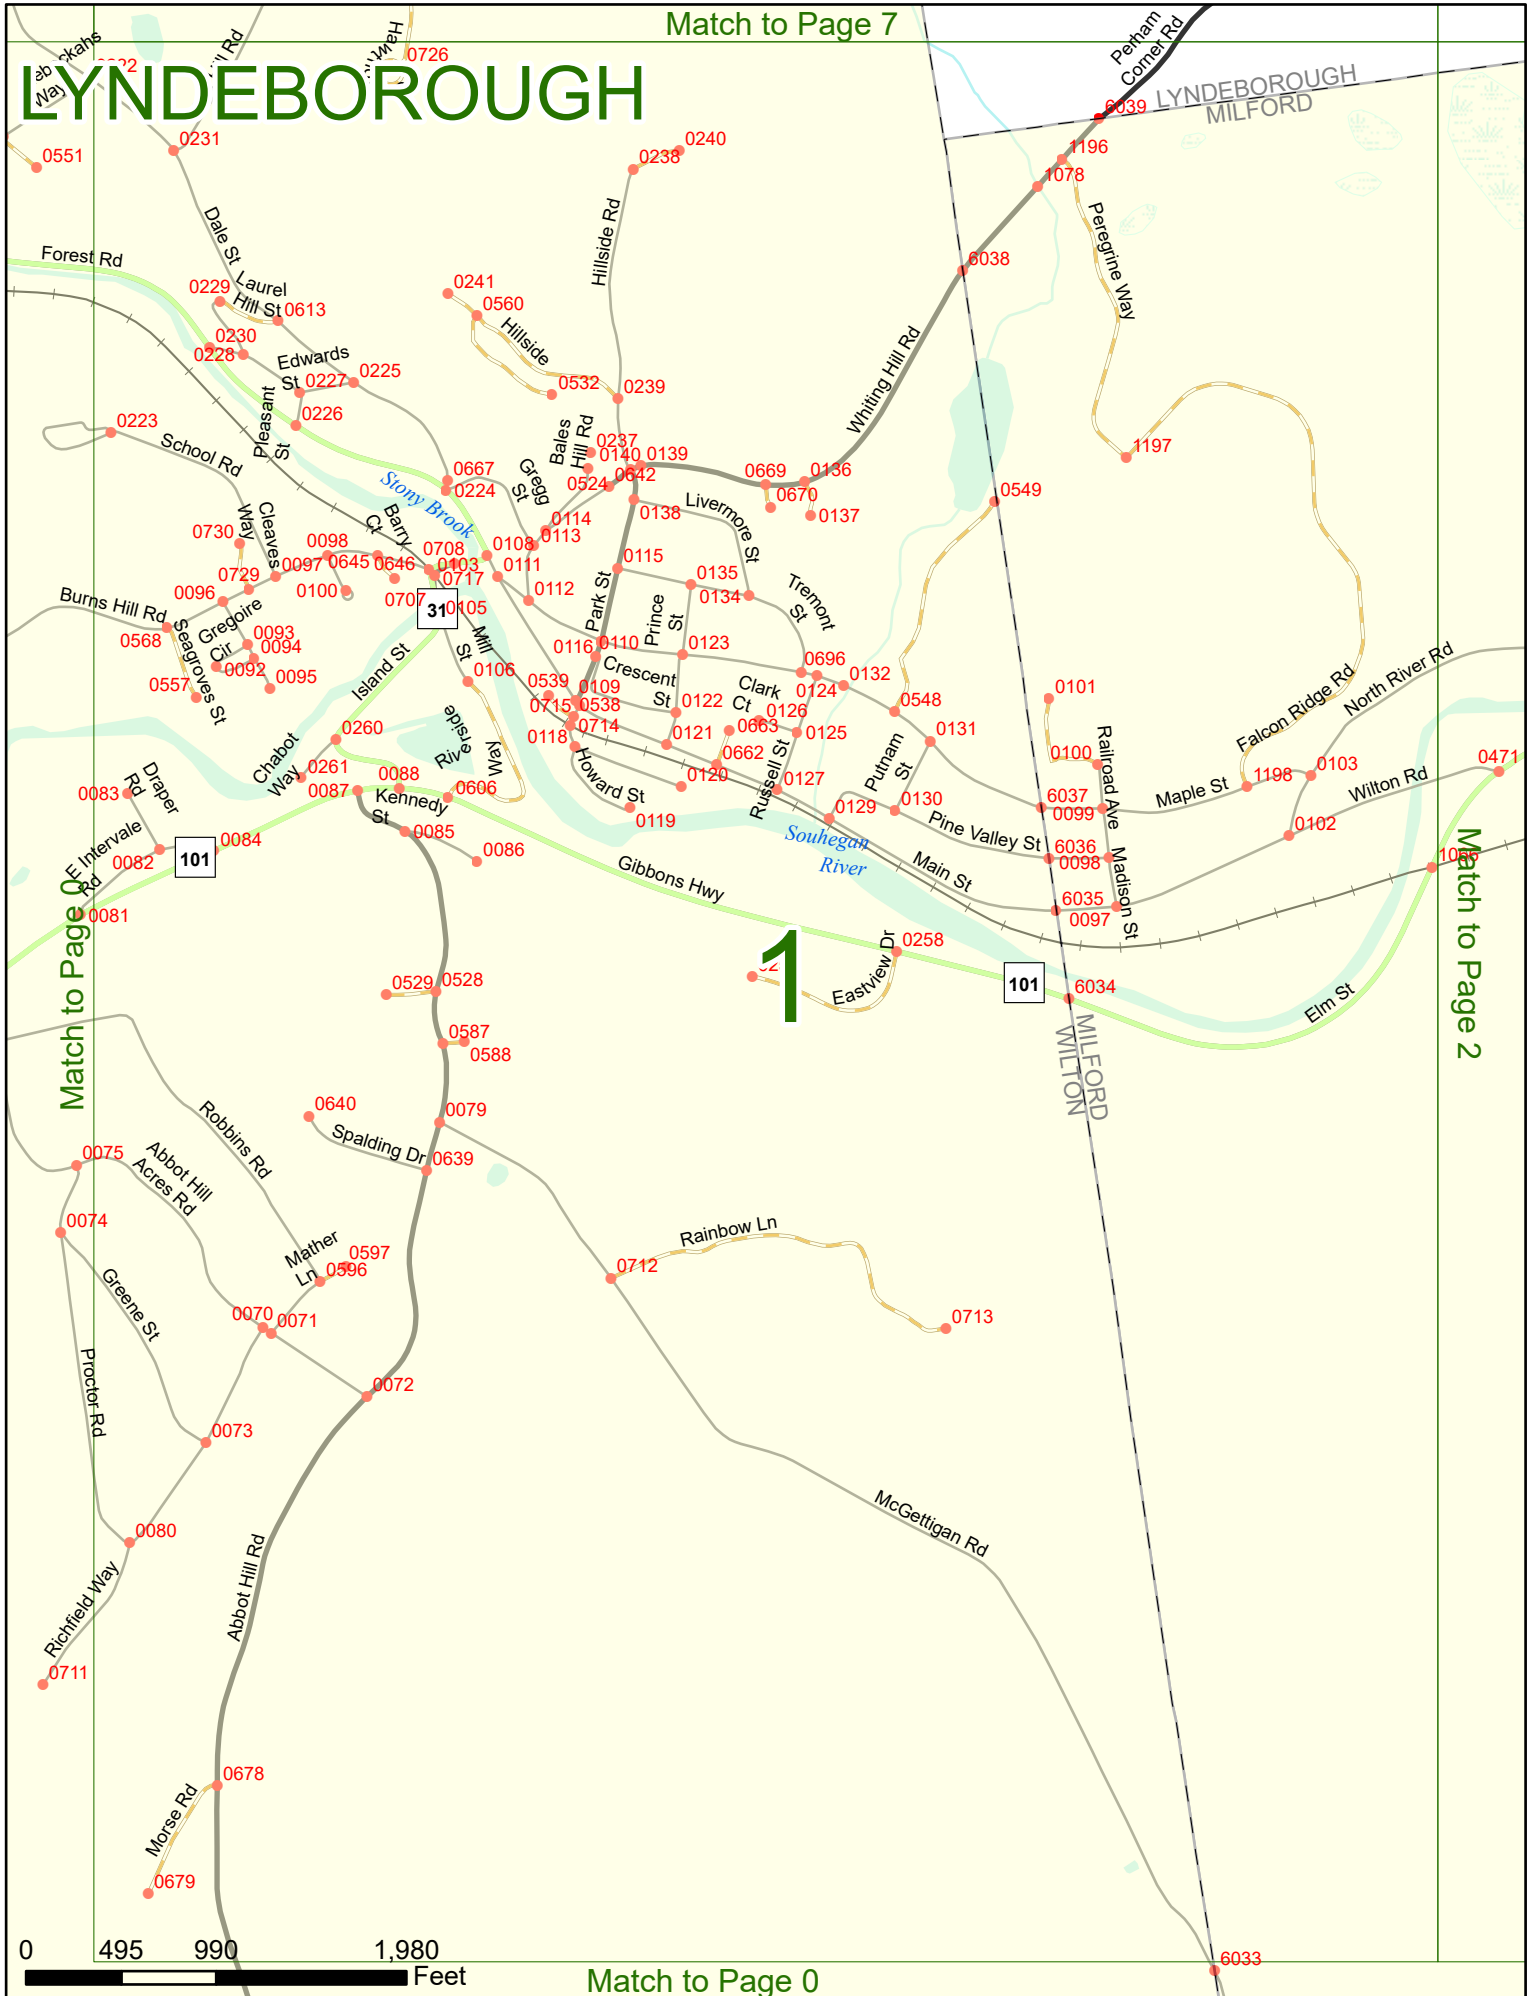 Match to Page 7
LYNDEBOROUGH
Perham
Corner Rd
LYNDEBOROUGH
MILFORD
0726
6039
0551
0231
0238
0240
1196
1078
Dale St
Hillside Rd
Peregrine Way
Forest Rd
6038
0229
Laurel
Hill St
0613
0241
0560
Hillside
0230
0228
Edwards
St
0227
0225
0532
0239
Whiting Hill Rd
0223
School Rd
Pleasant
St
0226
Bales
Hill Rd
0237
0140
0139
1197
0667
0224
Stony Brook
Gregg
St
0524
0642
0669
0136
0670
0137
0549
0138
Livermore St
0730
Cleaves
Way
0098
Barry
Ct
0114
0113
0108
0708
0103
0717
0097
0645
0646
0111
0115
0135
0134
0729
0096
0100
0707
31
0105
0112
Tremont
St
Burns Hill Rd
0568
Seagroves St
Gregoire
Cir
0093
0094
0092
0095
0557
Park St
Prince
St
0116
0110
0123
Mill
St
0106
Island St
Crescent
St
0539
0109
0538
0715
0714
0122
Clark
Ct
0126
0696
0124
0132
0548
0101
North River Rd
Falcon Ridge Rd
0260
Riverside
Way
0118
0121
0663
0125
0131
0662
Putnam
St
0100
Railroad Ave
1198
0103
0471
Chabot
Way
0261
Draper
Rd
0083
0087
0088
Kennedy
St
0606
Howard St
0120
0119
Russell St
0127
0129
0130
6037
0099
Maple St
Wilton Rd
0102
E Intervale
Rd
0082
101
0084
0085
0086
Souhegan
River
Pine Valley St
6036
0098
Main St
Madison St
Gibbons Hwy
6035
0097
0081
Match to Page 0
Match to Page 2
1
0258
Eastview Dr
101
6034
Elm St
0529
0528
0587
0588
MILFORD
WILTON
0640
0079
Spalding Dr
0639
Robbins Rd
0075
Abbot Hill
Acres Rd
0074
Rainbow Ln
Mather
Ln
0597
0596
0712
0713
Greene St
0070
0071
Proctor Rd
0072
0073
McGettigan Rd
0080
Richfield Way
Abbot Hill Rd
0711
0678
Morse Rd
0679
6033
0
495
990
1,980
Feet
Match to Page 0